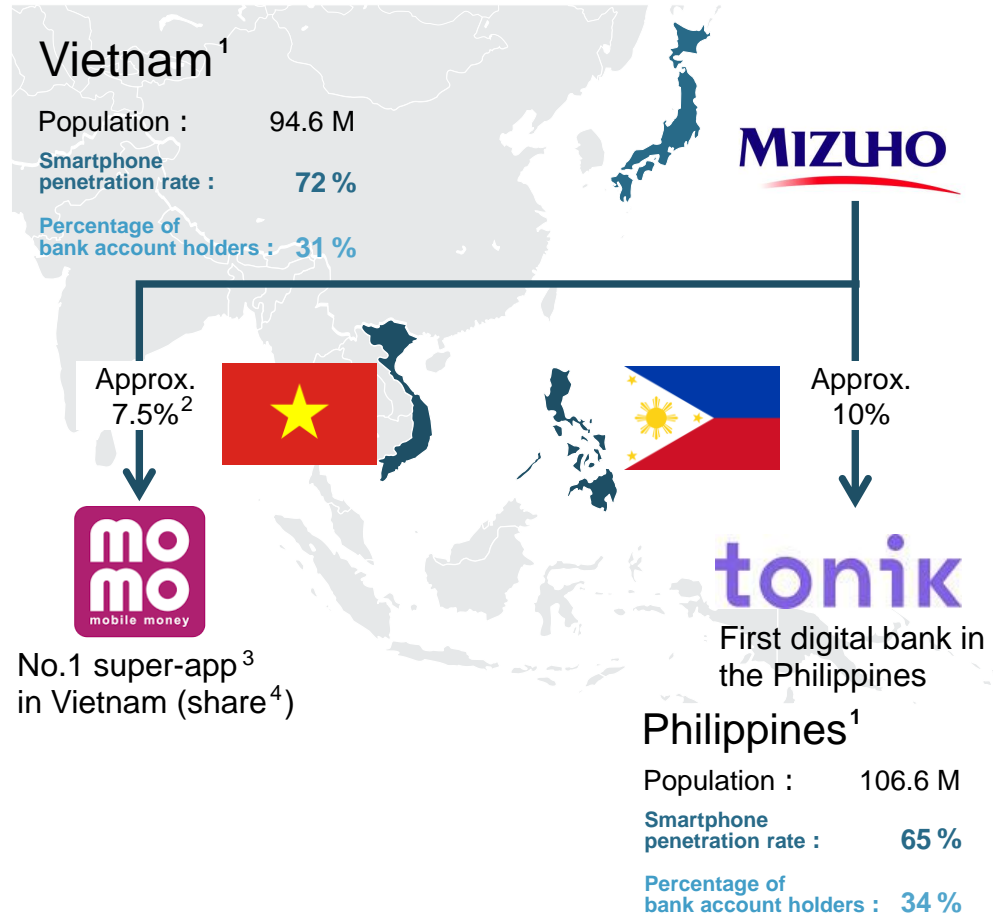 Vietnam¹
Population : 94.6 M
Smartphone
penetration rate : 72 %
Percentage of
bank account holders : 31 %
MIZUHO
Approx.
7.5%²
Approx.
10%
mo
mo
mobile money
No.1 super-app³
in Vietnam (share⁴)
tonik
First digital bank in
the Philippines
Philippines¹
Population : 106.6 M
Smartphone
penetration rate : 65 %
Percentage of
bank account holders : 34 %